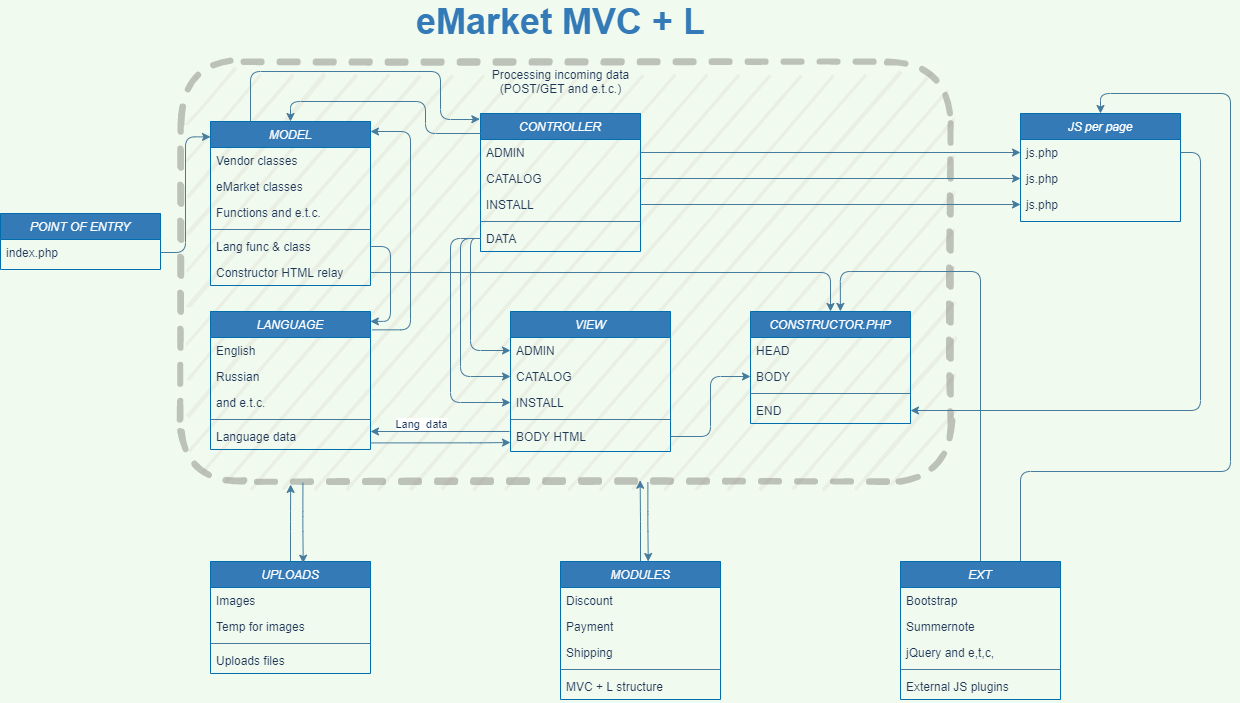 eMarket MVC + L
Processing incoming data
(POST/GET and e.t.c.)
MODEL
Vendor classes
eMarket classes
Functions and e.t.c.
Lang func & class
Constructor HTML relay
CONTROLLER
ADMIN
CATALOG
INSTALL
DATA
JS per page
js.php
js.php
js.php
POINT OF ENTRY
index.php
LANGUAGE
English
Russian
and e.t.c.
Language data
Lang data
VIEW
ADMIN
CATALOG
INSTALL
BODY HTML
CONSTRUCTOR.PHP
HEAD
BODY
END
UPLOADS
Images
Temp for images
Uploads files
MODULES
Discount
Payment
Shipping
MVC + L structure
EXT
Bootstrap
Summernote
jQuery and e,t,c,
External JS plugins